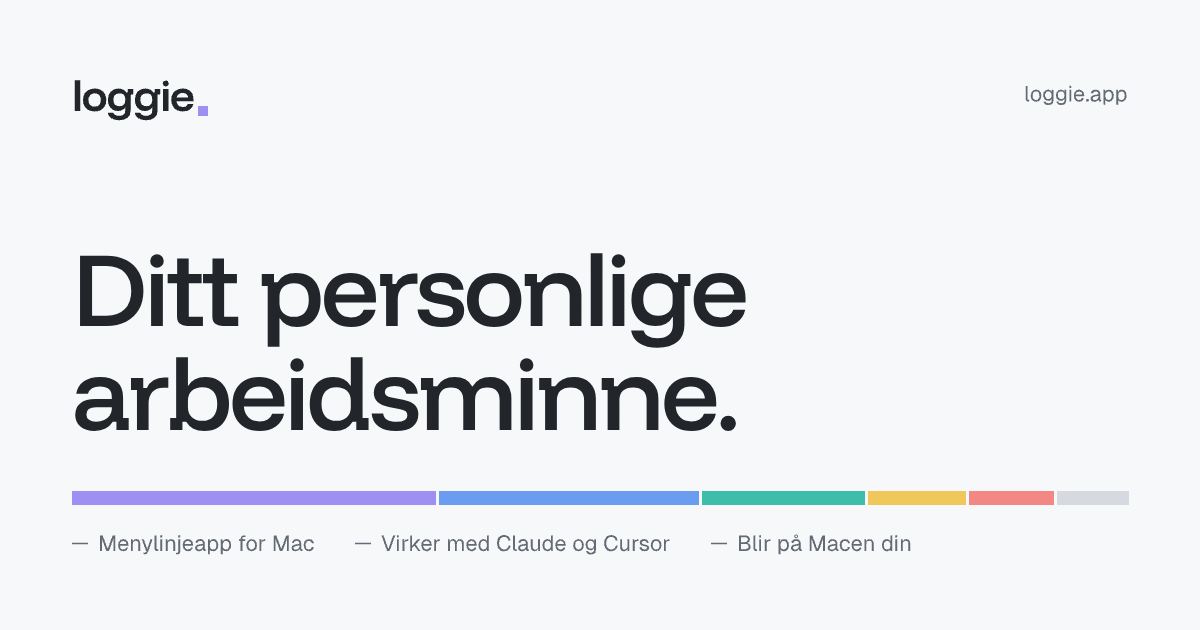 loggie.
loggie.app
Ditt personlige
arbeidsminne.
— Menylinjeapp for Mac — Virker med Claude og Cursor — Blir på Macen din